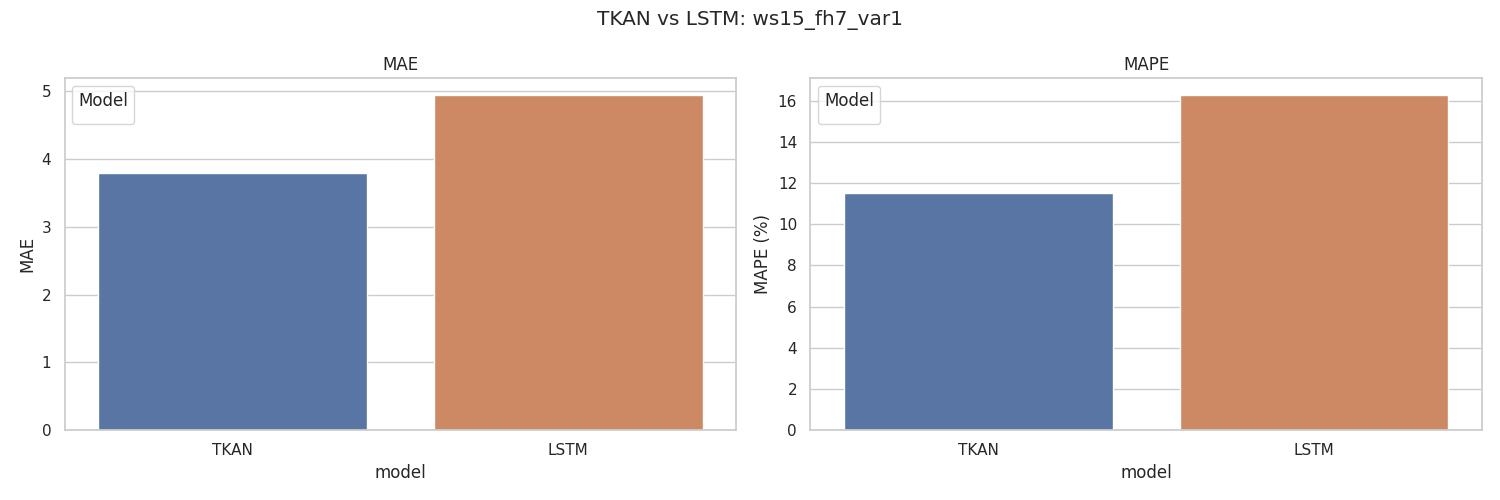 TKAN vs LSTM: ws15_fh7_var1
MAE
Model
MAE
5
4
3
2
1
0
TKAN
LSTM
model
MAPE
Model
MAPE (%)
16
14
12
10
8
6
4
2
0
TKAN
LSTM
model